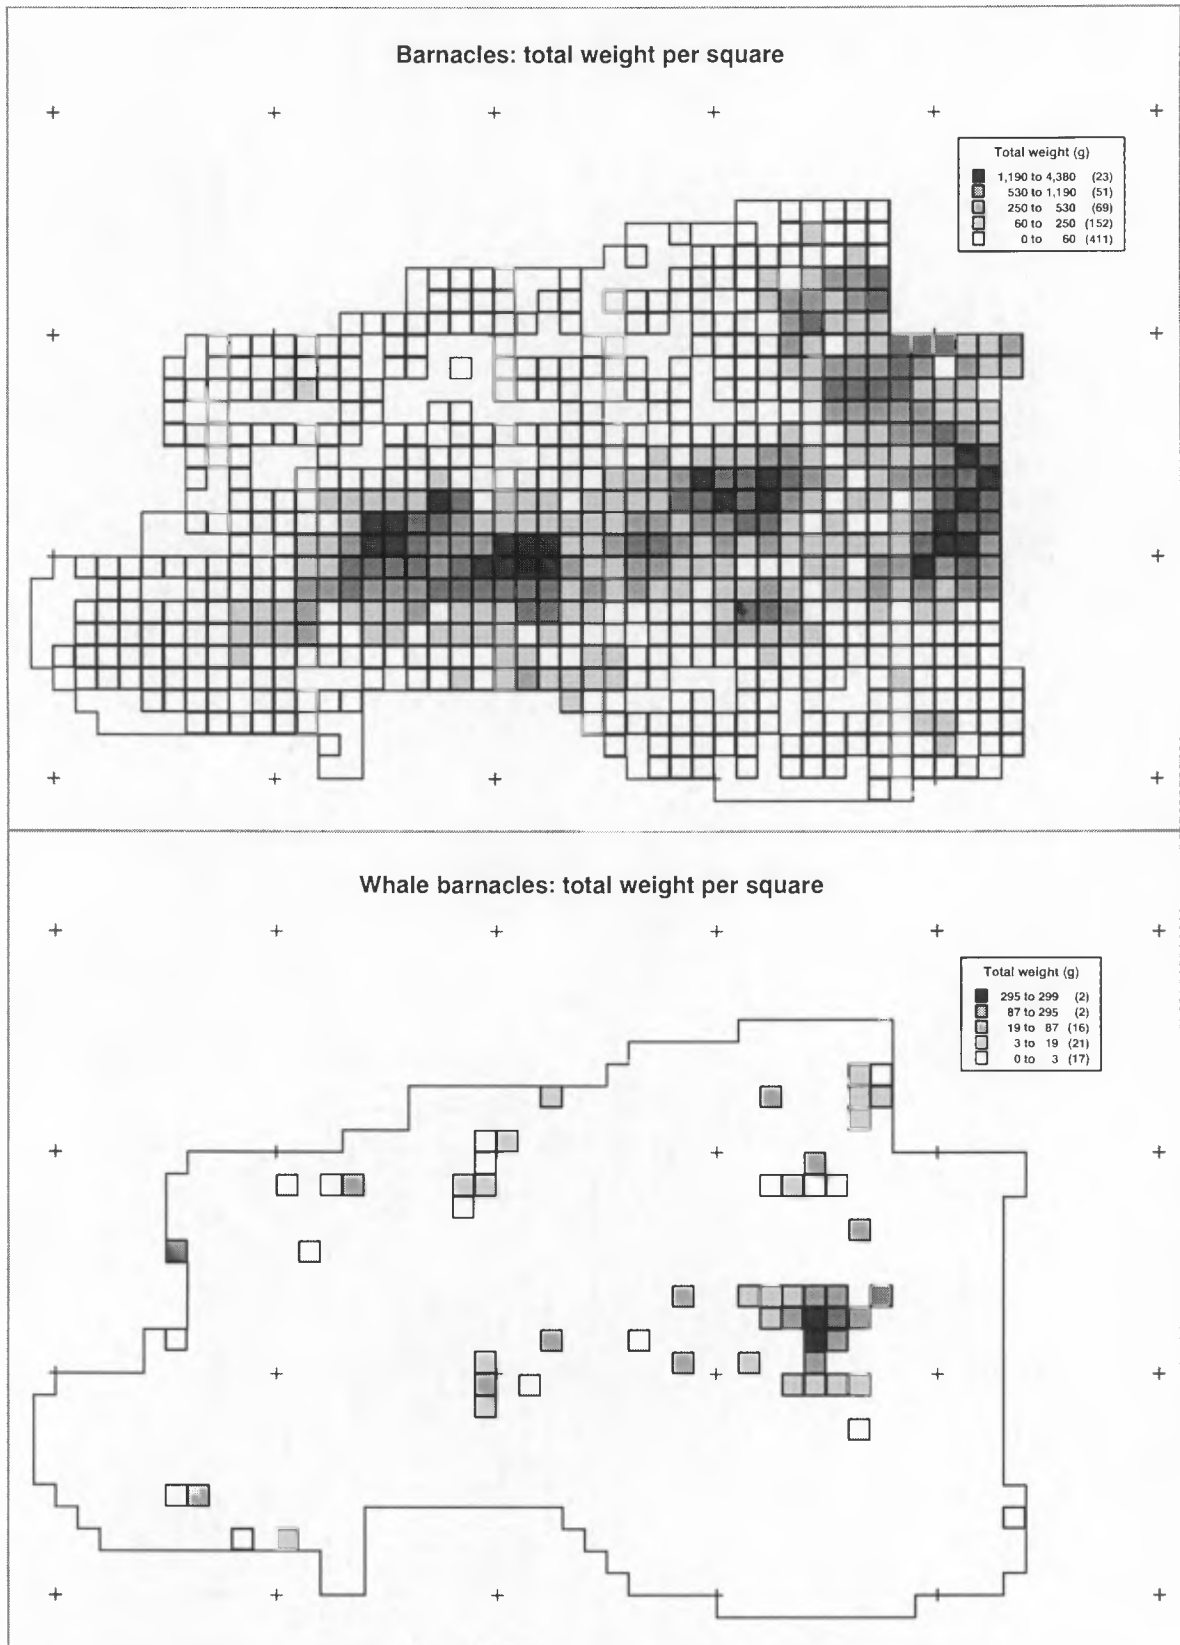 Barnacles: total weight per square
Total weight (g)
1,190 to 4,380 (23)
530 to 1,190 (51)
250 to 530 (69)
60 to 250 (152)
0 to 60 (411)
Whale barnacles: total weight per square
Total weight (g)
295 to 299 (2)
87 to 295 (2)
19 to 87 (16)
3 to 19 (21)
0 to 3 (17)